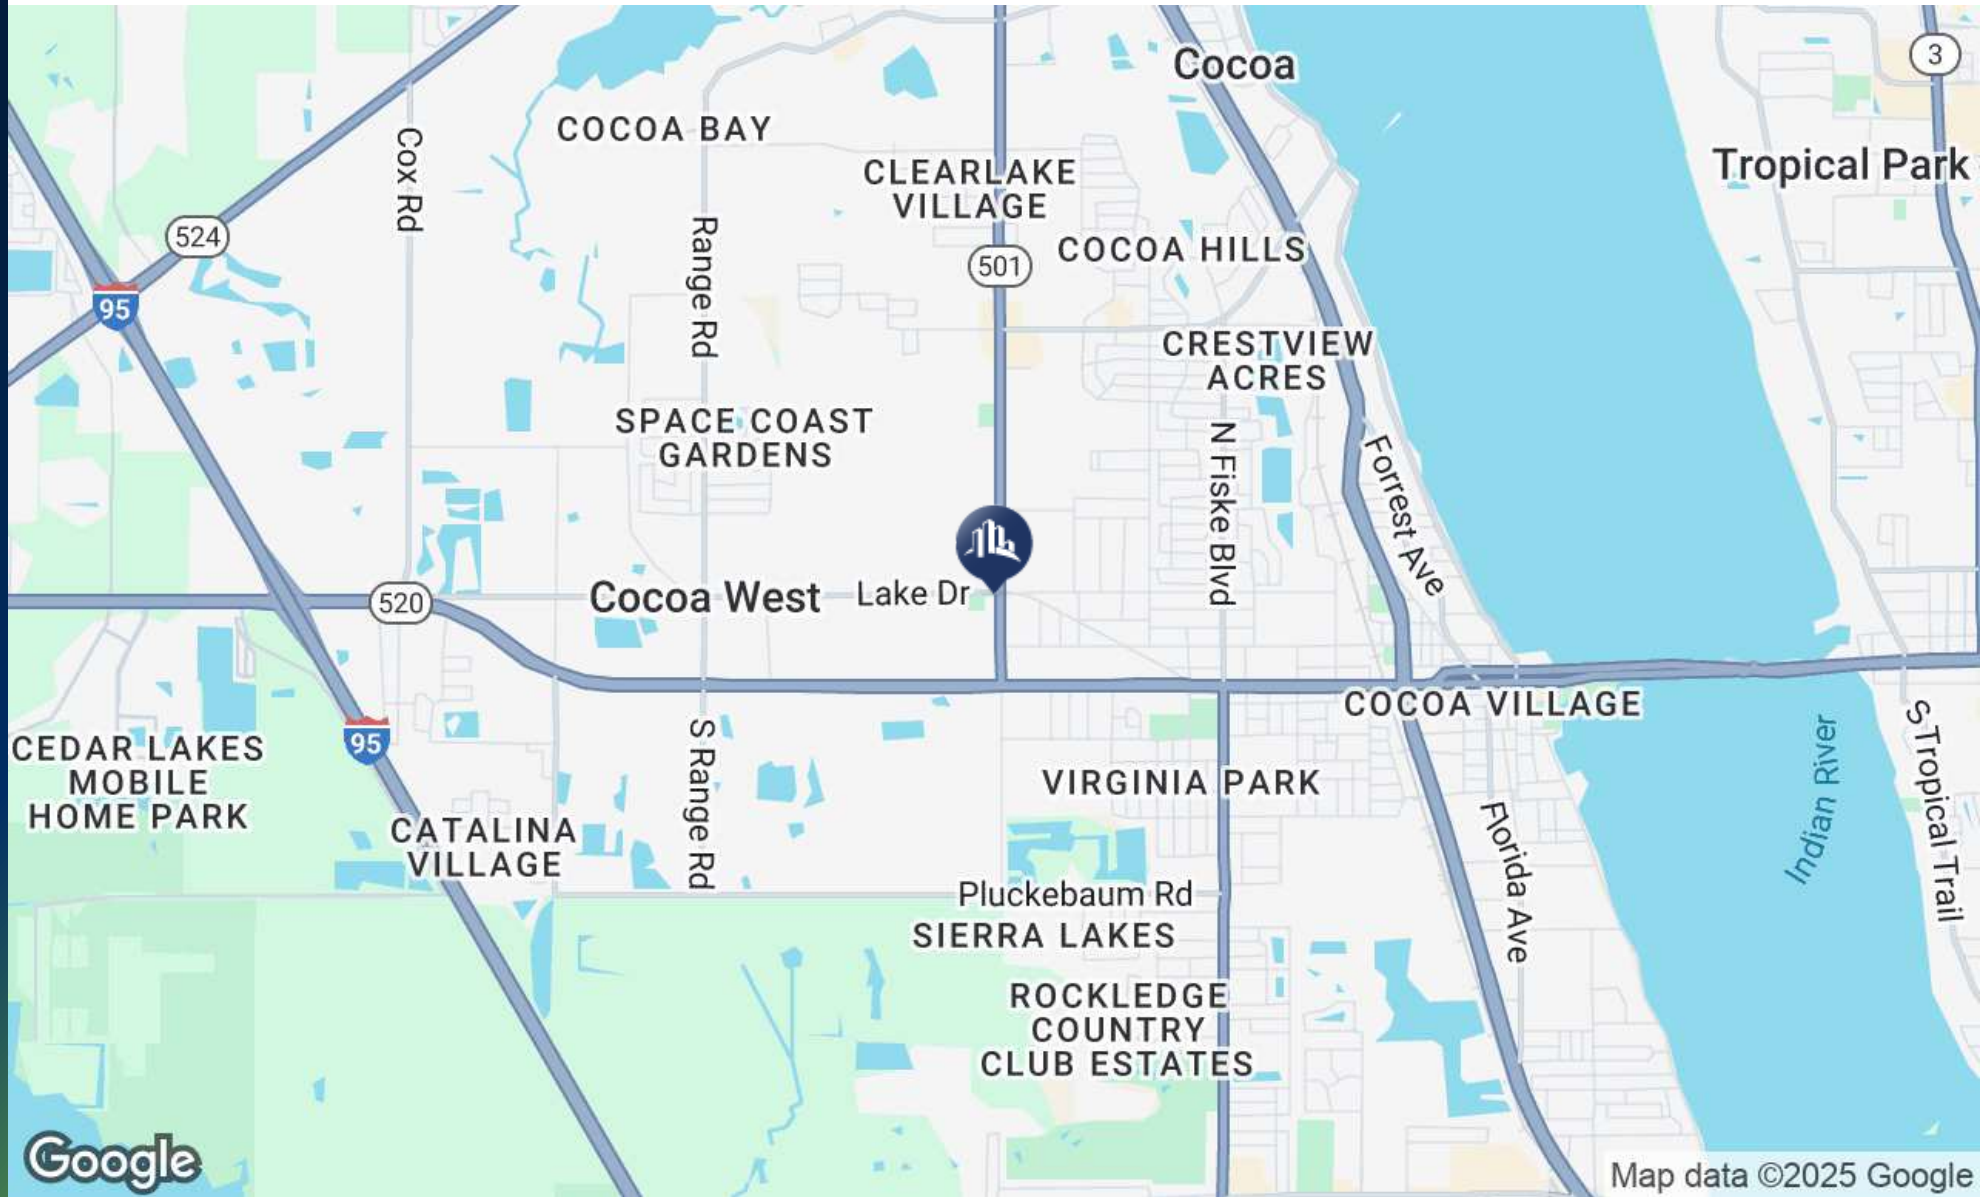 Cocoa
3
COCOA BAY
Cox Rd
CLEARLAKE
VILLAGE
Tropical Park
524
Range Rd
501
COCOA HILLS
95
CRESTVIEW
ACRES
SPACE COAST
GARDENS
N Fiske Blvd
Forrest Ave
520
Cocoa West
Lake Dr
COCOA VILLAGE
95
CEDAR LAKES
MOBILE
HOME PARK
S Range Rd
VIRGINIA PARK
Indian River
S Tropical Trail
CATALINA
VILLAGE
Florida Ave
Pluckebaum Rd
SIERRA LAKES
ROCKLEDGE
COUNTRY
CLUB ESTATES
Google
Map data ©2025 Google